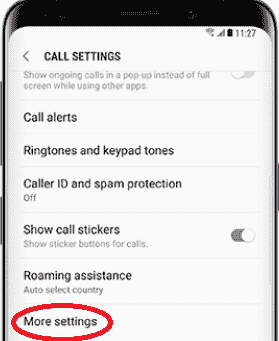 11:27
CALL SETTINGS
Show ongoing calls in a pop-up instead of full
screen while using other apps.
Call alerts
Ringtones and keypad tones
Caller ID and spam protection
Off
Show call stickers
Show sticker buttons for calls.
Roaming assistance
Auto select country
More settings